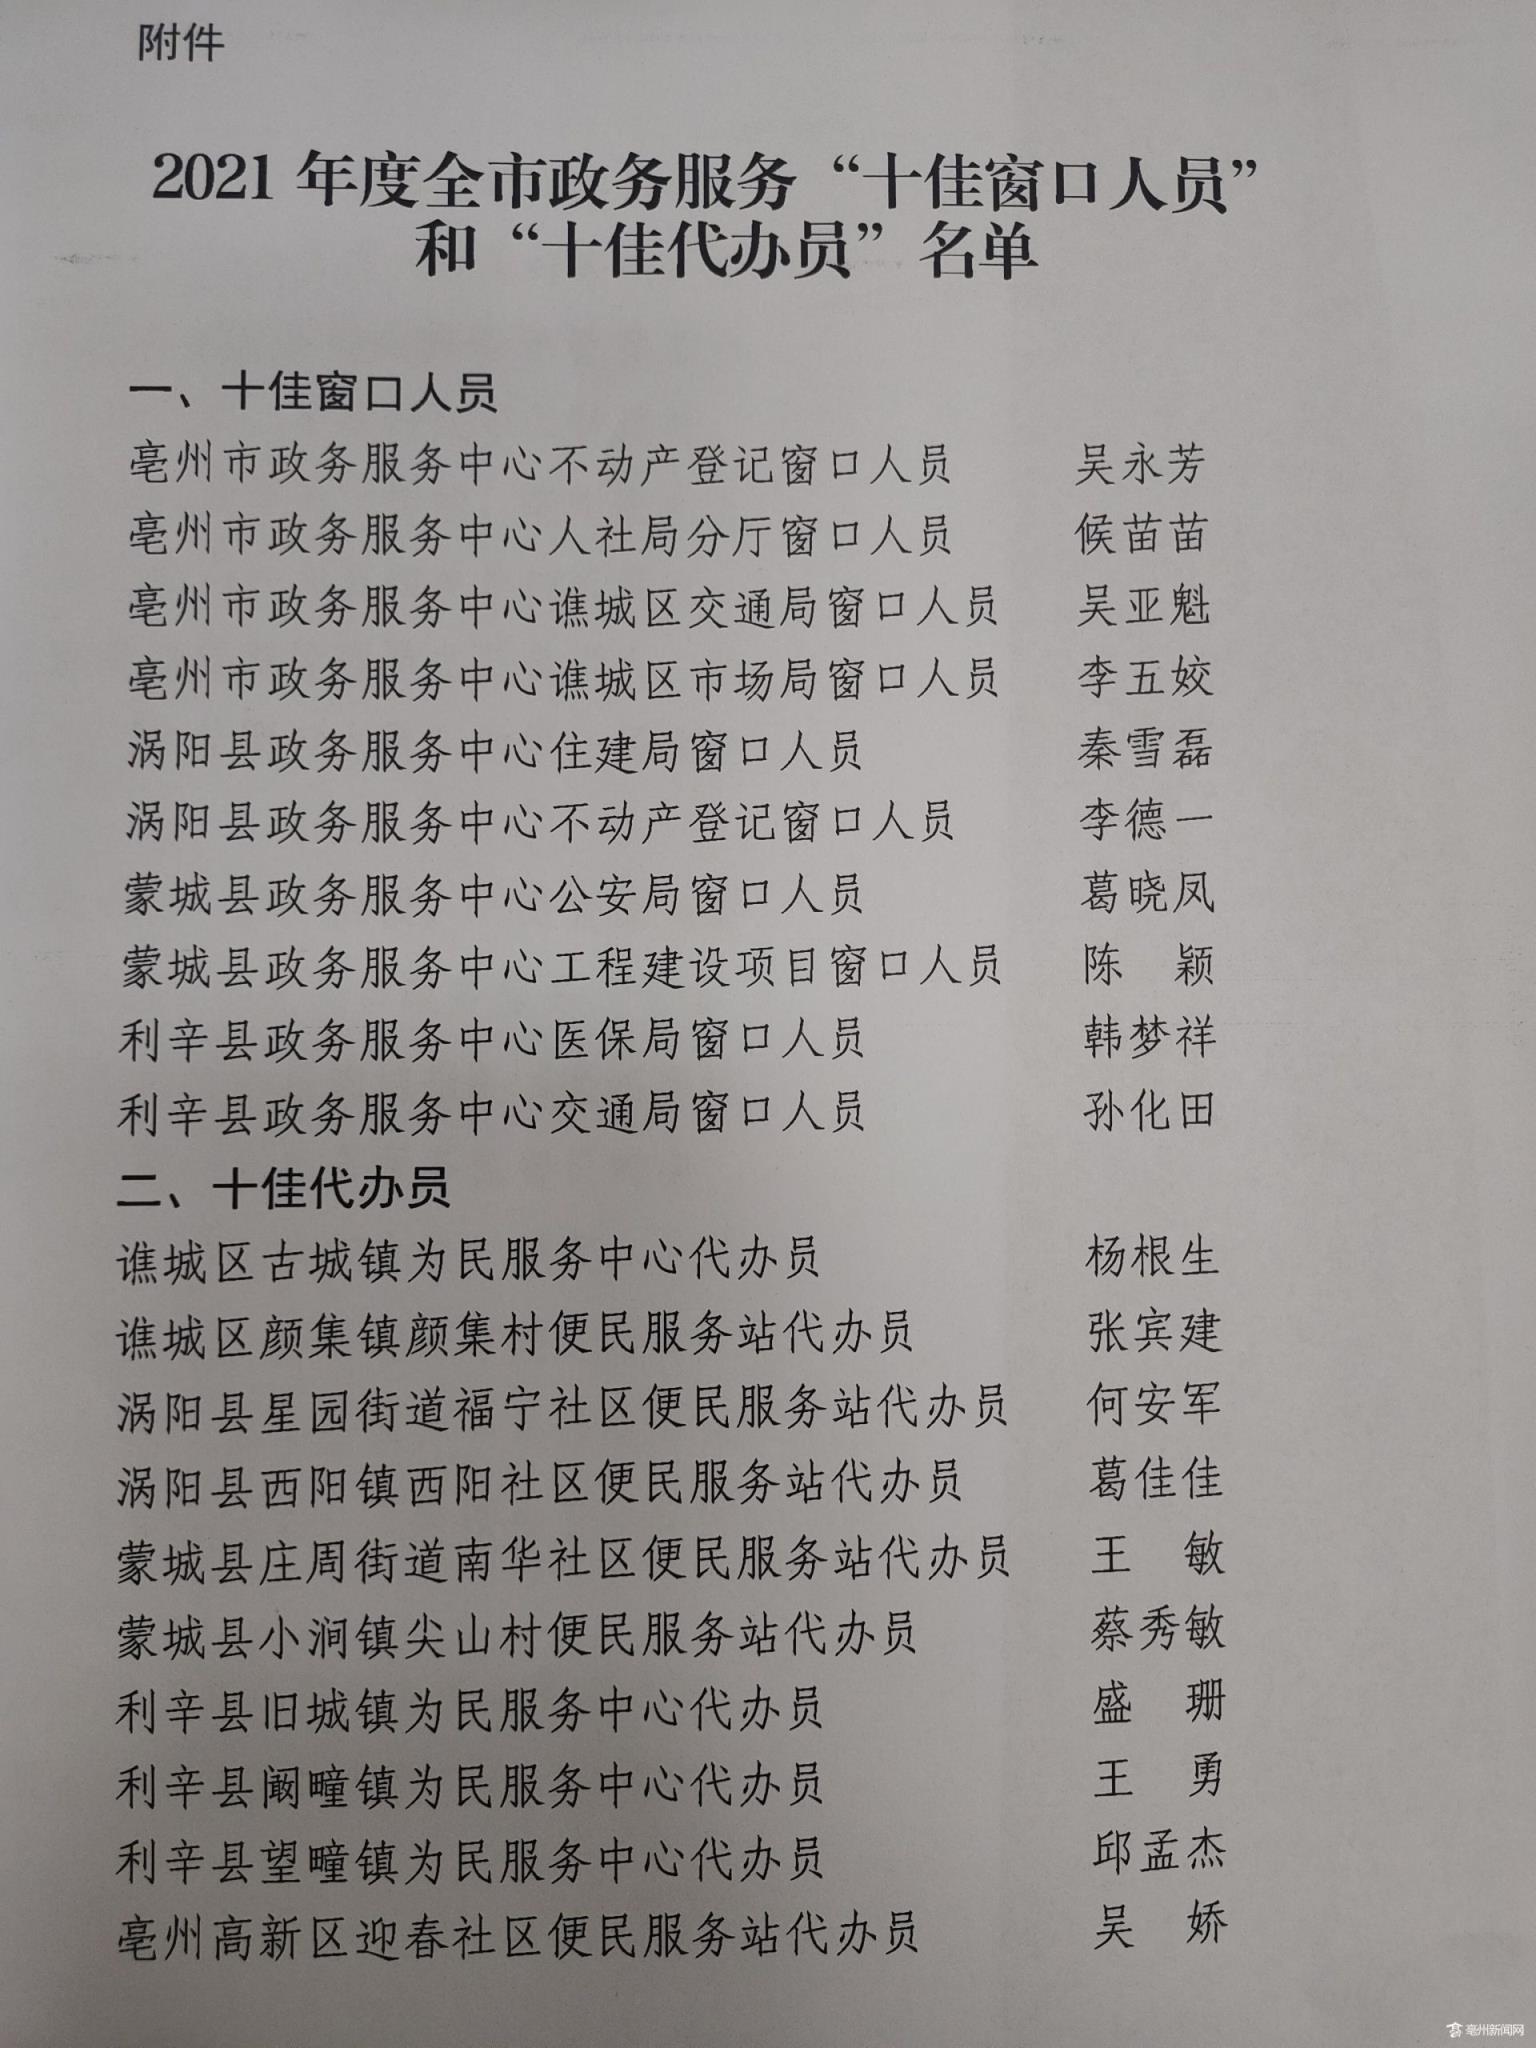 附件
2021 年度全市政务服务“十佳窗口人员”
和“十佳代办员”名单
一、十佳窗口人员
亳州市政务服务中心不动产登记窗口人员 吴永芳
亳州市政务服务中心人社局分厅窗口人员 候苗苗
亳州市政务服务中心谯城区交通局窗口人员 吴亚魁
亳州市政务服务中心谯城区市场局窗口人员 李五姣
涡阳县政务服务中心住建局窗口人员 秦雪磊
涡阳县政务服务中心不动产登记窗口人员 李德一
蒙城县政务服务中心公安局窗口人员 葛晓凤
蒙城县政务服务中心工程建设项目窗口人员 陈 颖
利辛县政务服务中心医保局窗口人员 韩梦祥
利辛县政务服务中心交通局窗口人员 孙化田
二、十佳代办员
谯城区古城镇为民服务中心代办员 杨根生
谯城区颜集镇颜集村便民服务站代办员 张宾建
涡阳县星园街道福宁社区便民服务站代办员 何安军
涡阳县西阳镇西阳社区便民服务站代办员 葛佳佳
蒙城县庄周街道南华社区便民服务站代办员 王 敏
蒙城县小涧镇尖山村便民服务站代办员 蔡秀敏
利辛县旧城镇为民服务中心代办员 盛 珊
利辛县阚疃镇为民服务中心代办员 王 勇
利辛县望疃镇为民服务中心代办员 邱孟杰
亳州高新区迎春社区便民服务站代办员 吴 娇
亳州新闻网